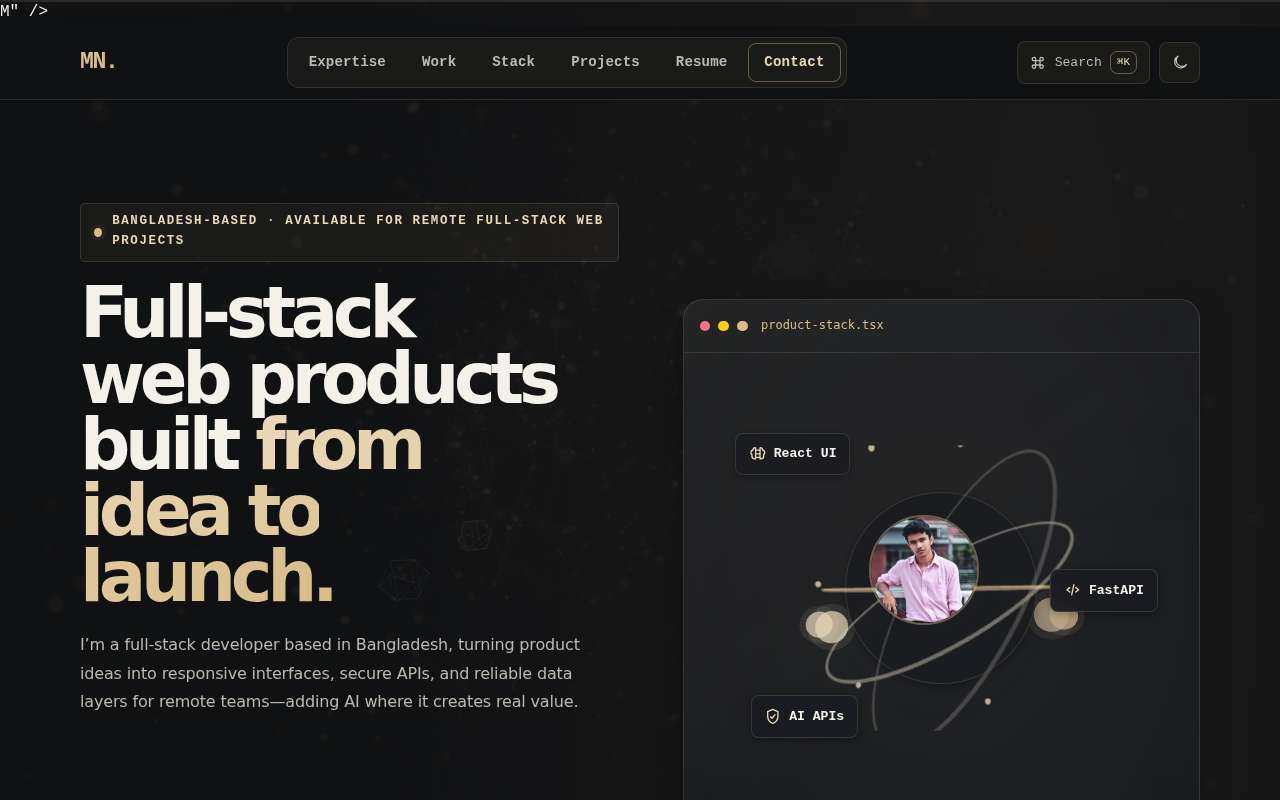 M" />
MN.
Expertise
Work
Stack
Projects
Resume
Contact
Search ⌘K
BANGLADESH-BASED · AVAILABLE FOR REMOTE FULL-STACK WEB
PROJECTS
Full-stack
web products
built from
idea to
launch.
I’m a full-stack developer based in Bangladesh, turning product
ideas into responsive interfaces, secure APIs, and reliable data
layers for remote teams—adding AI where it creates real value.
product-stack.tsx
React UI
FastAPI
AI APIs